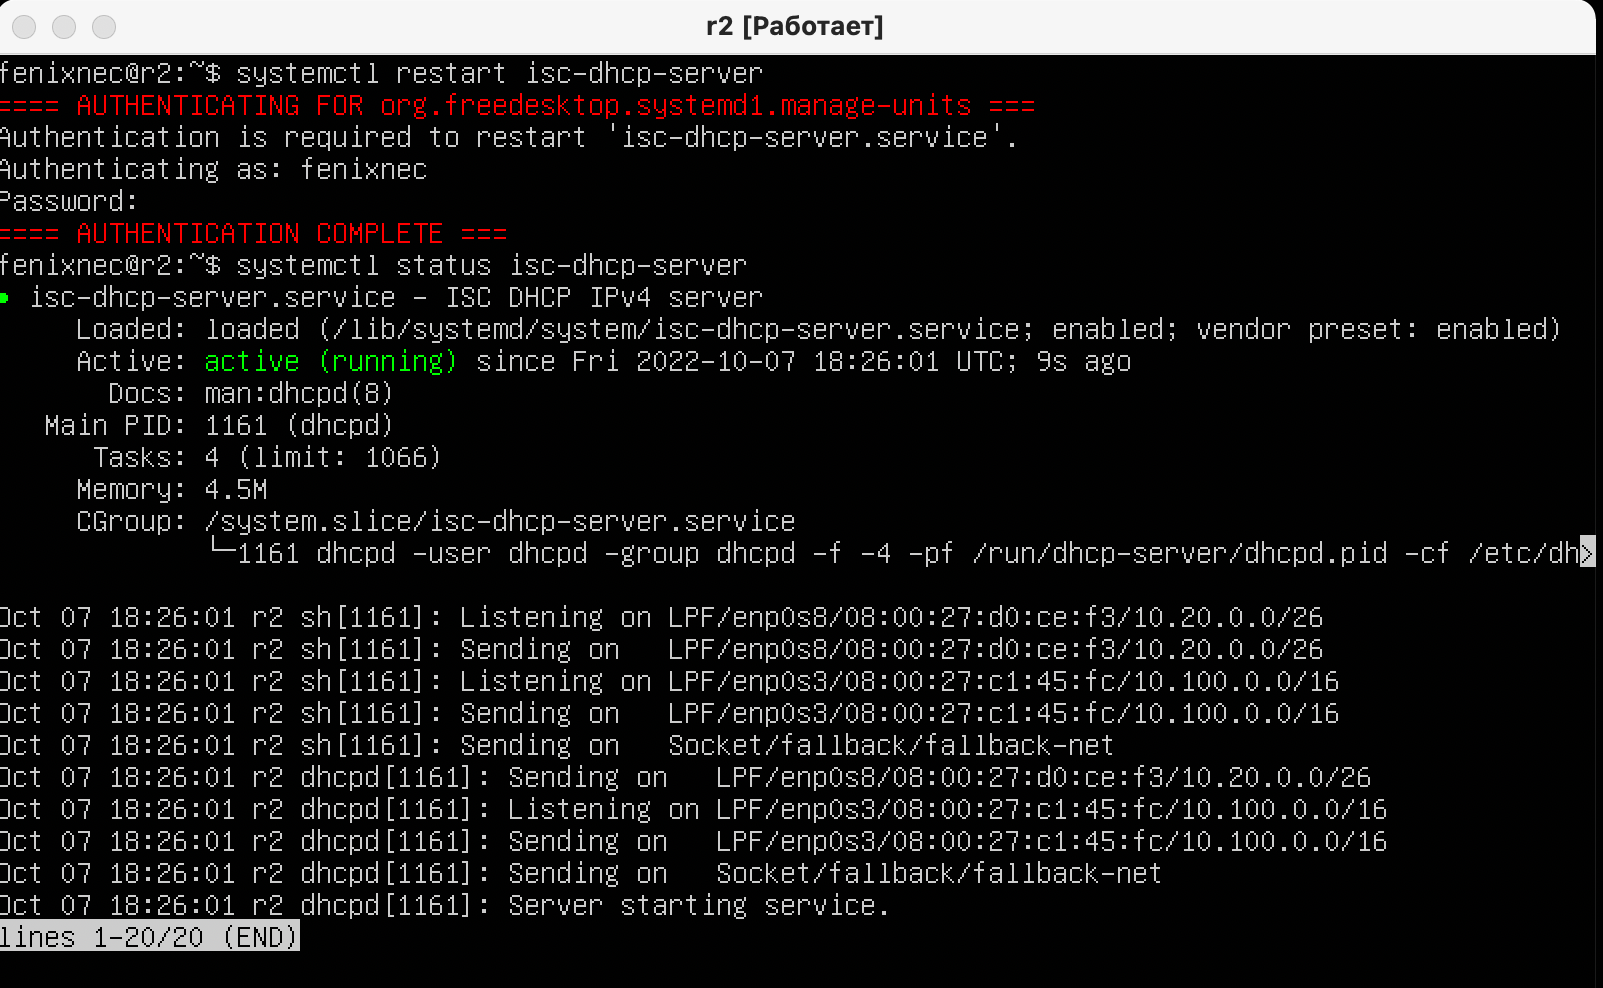 r2 [Работает]
fenixnec@r2:~$ systemctl restart isc-dhcp-server
==== AUTHENTICATING FOR org.freedesktop.systemd1.manage-units ===
Authentication is required to restart 'isc-dhcp-server.service'.
Authenticating as: fenixnec
Password:
==== AUTHENTICATION COMPLETE ===
fenixnec@r2:~$ systemctl status isc-dhcp-server
● isc-dhcp-server.service - ISC DHCP IPv4 server
     Loaded: loaded (/lib/systemd/system/isc-dhcp-server.service; enabled; vendor preset: enabled)
     Active: active (running) since Fri 2022-10-07 18:26:01 UTC; 9s ago
       Docs: man:dhcpd(8)
   Main PID: 1161 (dhcpd)
      Tasks: 4 (limit: 1066)
     Memory: 4.5M
     CGroup: /system.slice/isc-dhcp-server.service
             └─1161 dhcpd -user dhcpd -group dhcpd -f -4 -pf /run/dhcp-server/dhcpd.pid -cf /etc/dh>
Oct 07 18:26:01 r2 sh[1161]: Listening on LPF/enp0s8/08:00:27:d0:ce:f3/10.20.0.0/26
Oct 07 18:26:01 r2 sh[1161]: Sending on   LPF/enp0s8/08:00:27:d0:ce:f3/10.20.0.0/26
Oct 07 18:26:01 r2 sh[1161]: Listening on LPF/enp0s3/08:00:27:c1:45:fc/10.100.0.0/16
Oct 07 18:26:01 r2 sh[1161]: Sending on   LPF/enp0s3/08:00:27:c1:45:fc/10.100.0.0/16
Oct 07 18:26:01 r2 sh[1161]: Sending on   Socket/fallback/fallback-net
Oct 07 18:26:01 r2 dhcpd[1161]: Sending on   LPF/enp0s8/08:00:27:d0:ce:f3/10.20.0.0/26
Oct 07 18:26:01 r2 dhcpd[1161]: Listening on LPF/enp0s3/08:00:27:c1:45:fc/10.100.0.0/16
Oct 07 18:26:01 r2 dhcpd[1161]: Sending on   LPF/enp0s3/08:00:27:c1:45:fc/10.100.0.0/16
Oct 07 18:26:01 r2 dhcpd[1161]: Sending on   Socket/fallback/fallback-net
Oct 07 18:26:01 r2 dhcpd[1161]: Server starting service.
lines 1-20/20 (END)